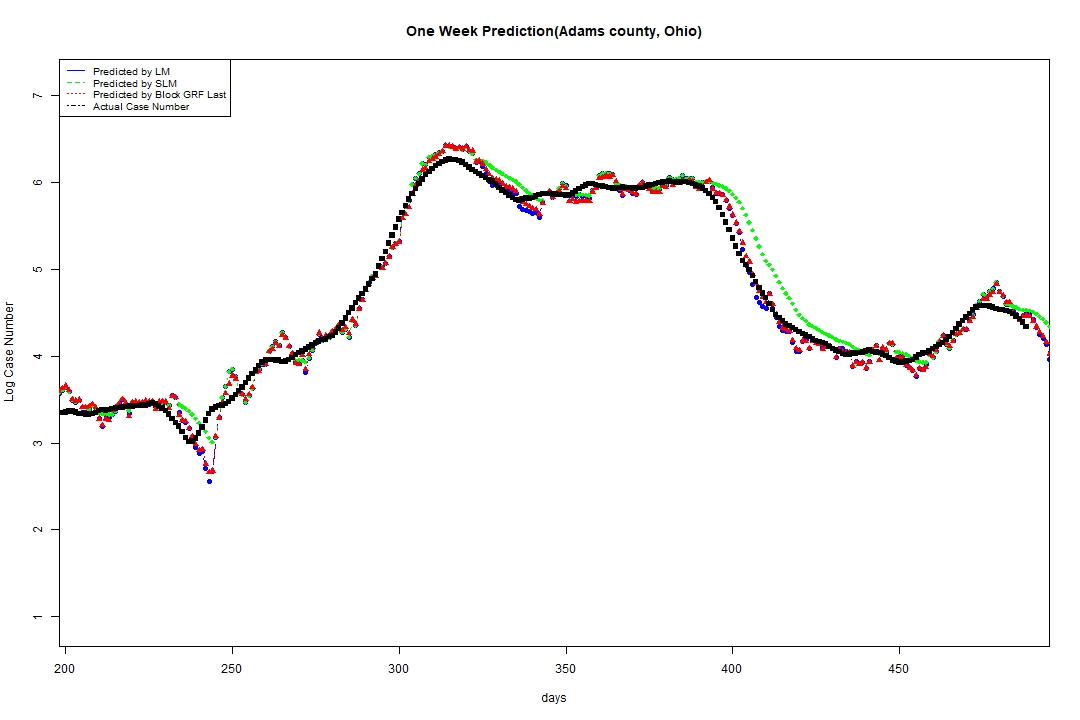 One Week Prediction(Adams county, Ohio)
Predicted by LM
Predicted by SLM
Predicted by Block GRF Last
Actual Case Number
7
6
5
4
3
2
1
Log Case Number
200 250 300 350 400 450
days